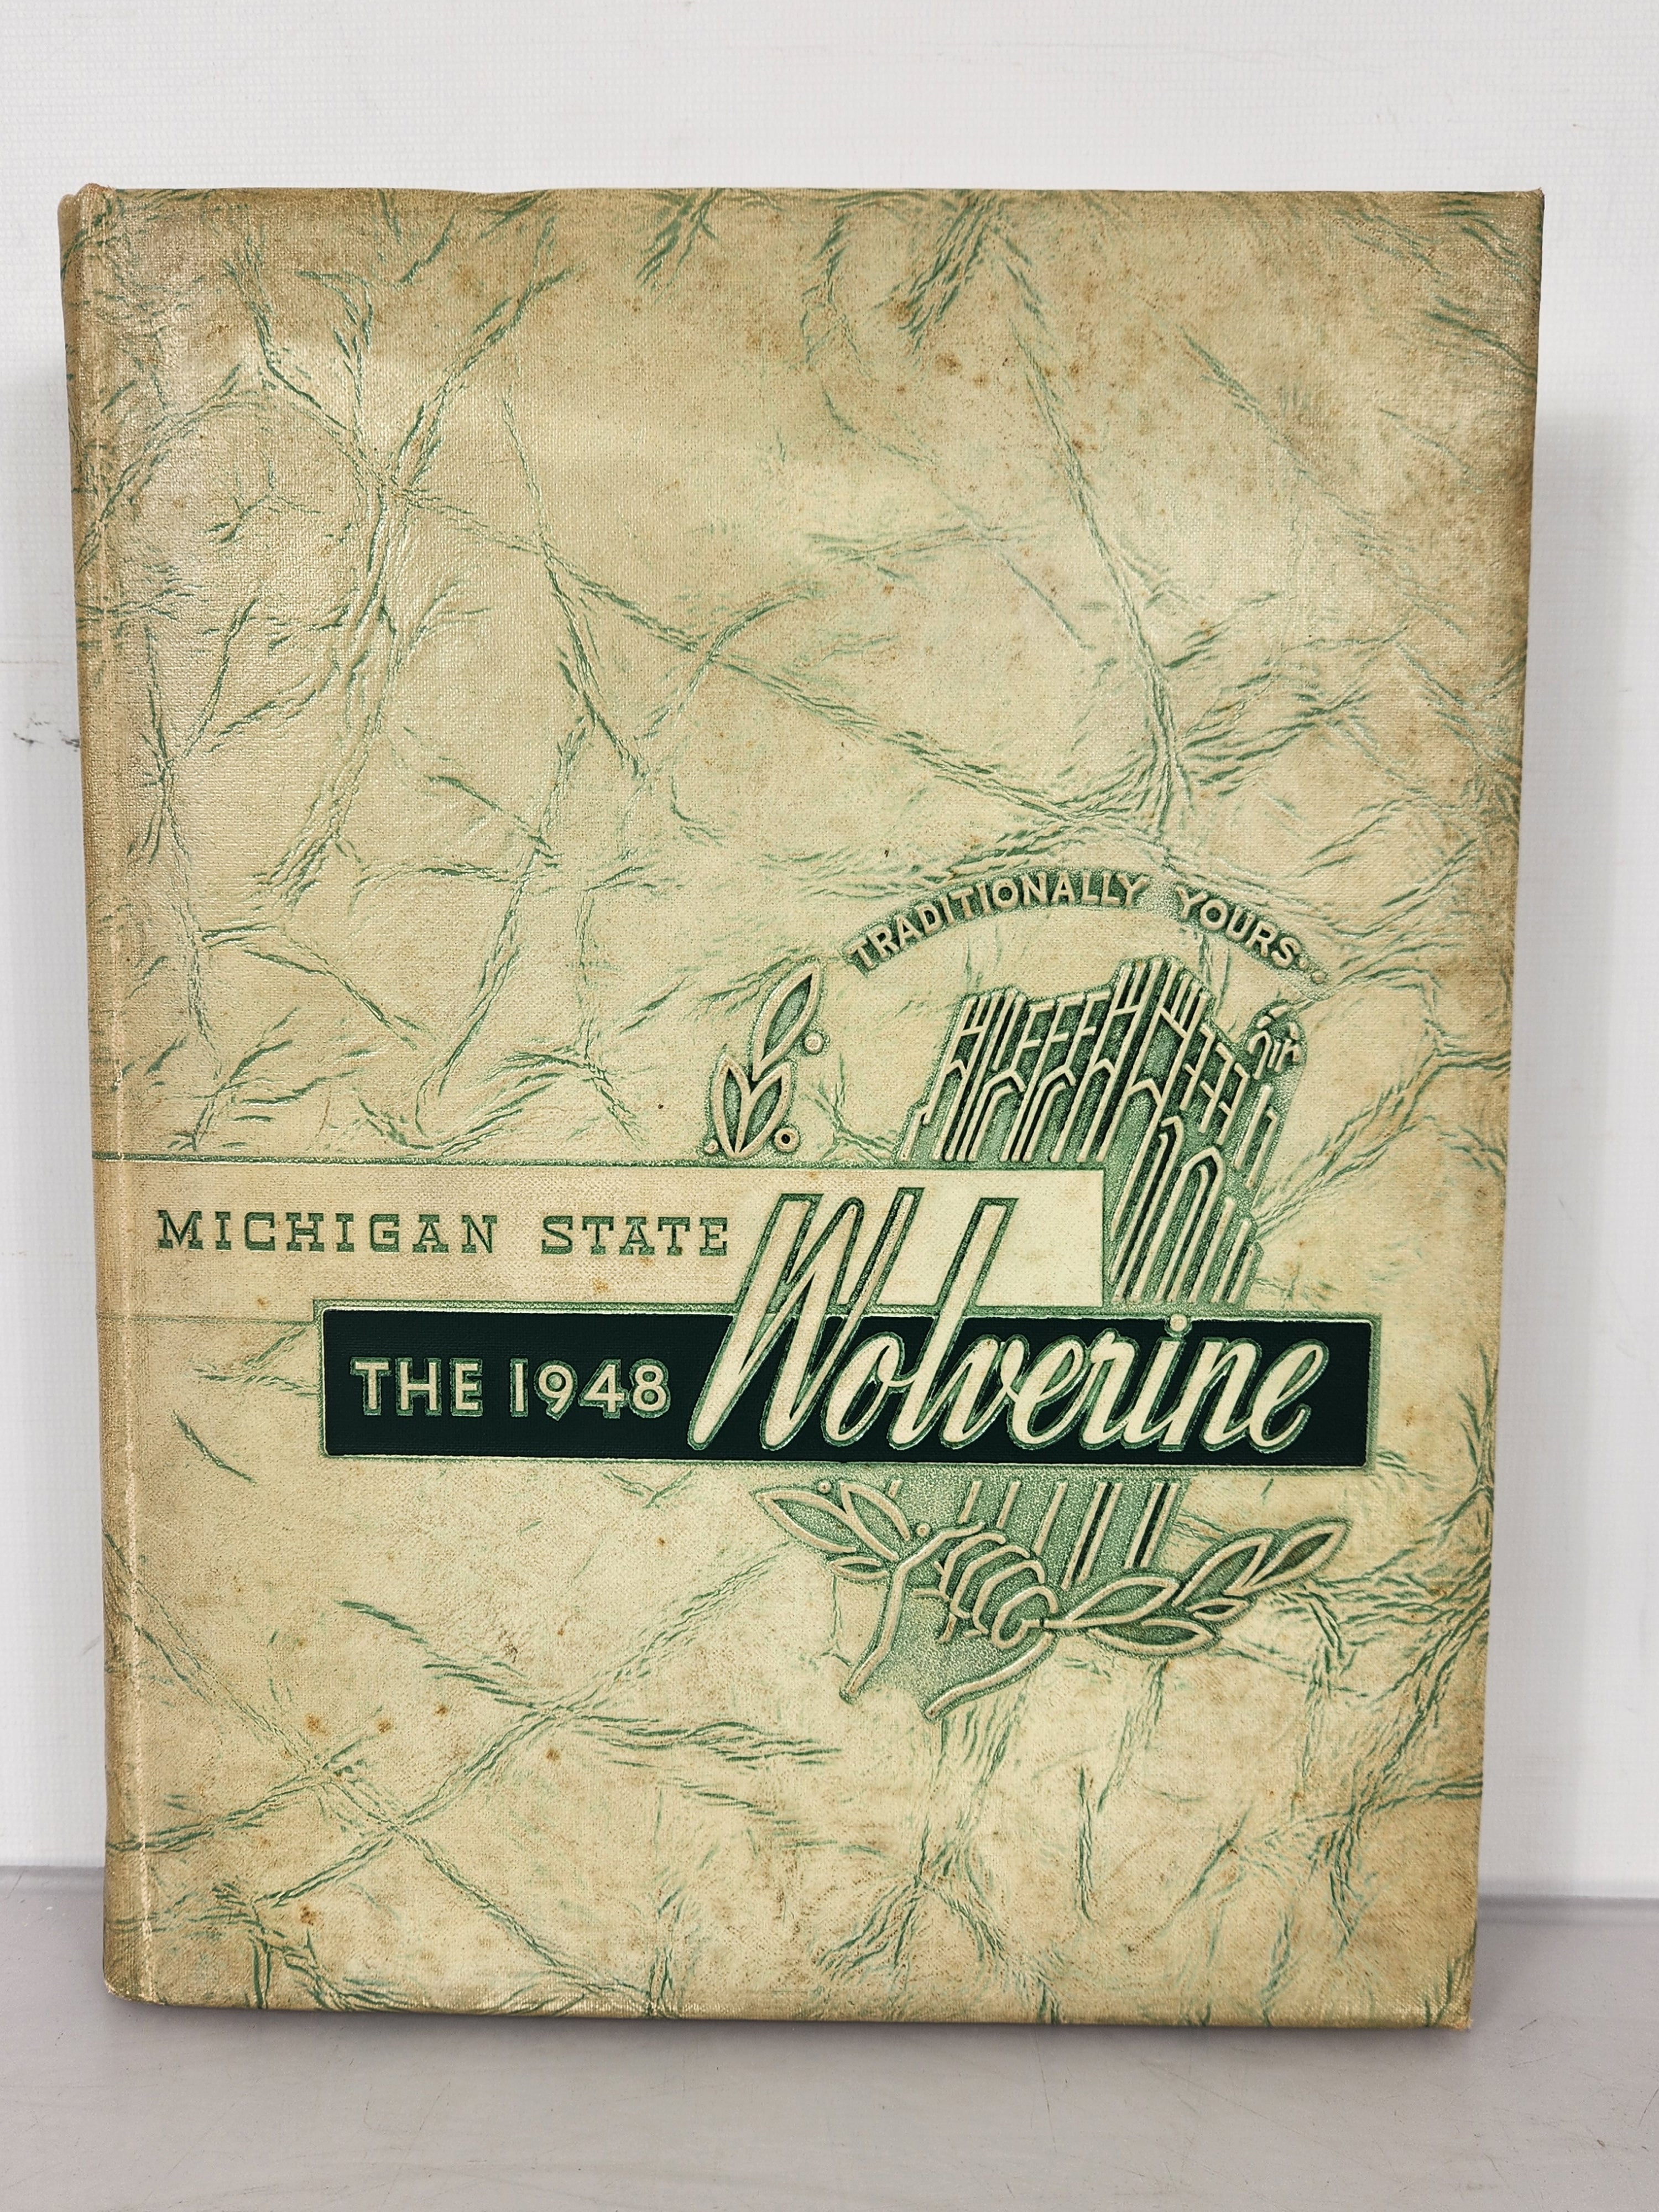 TRADITIONALLY YOURS..
MICHIGAN STATE
THE 1948 Wolverine